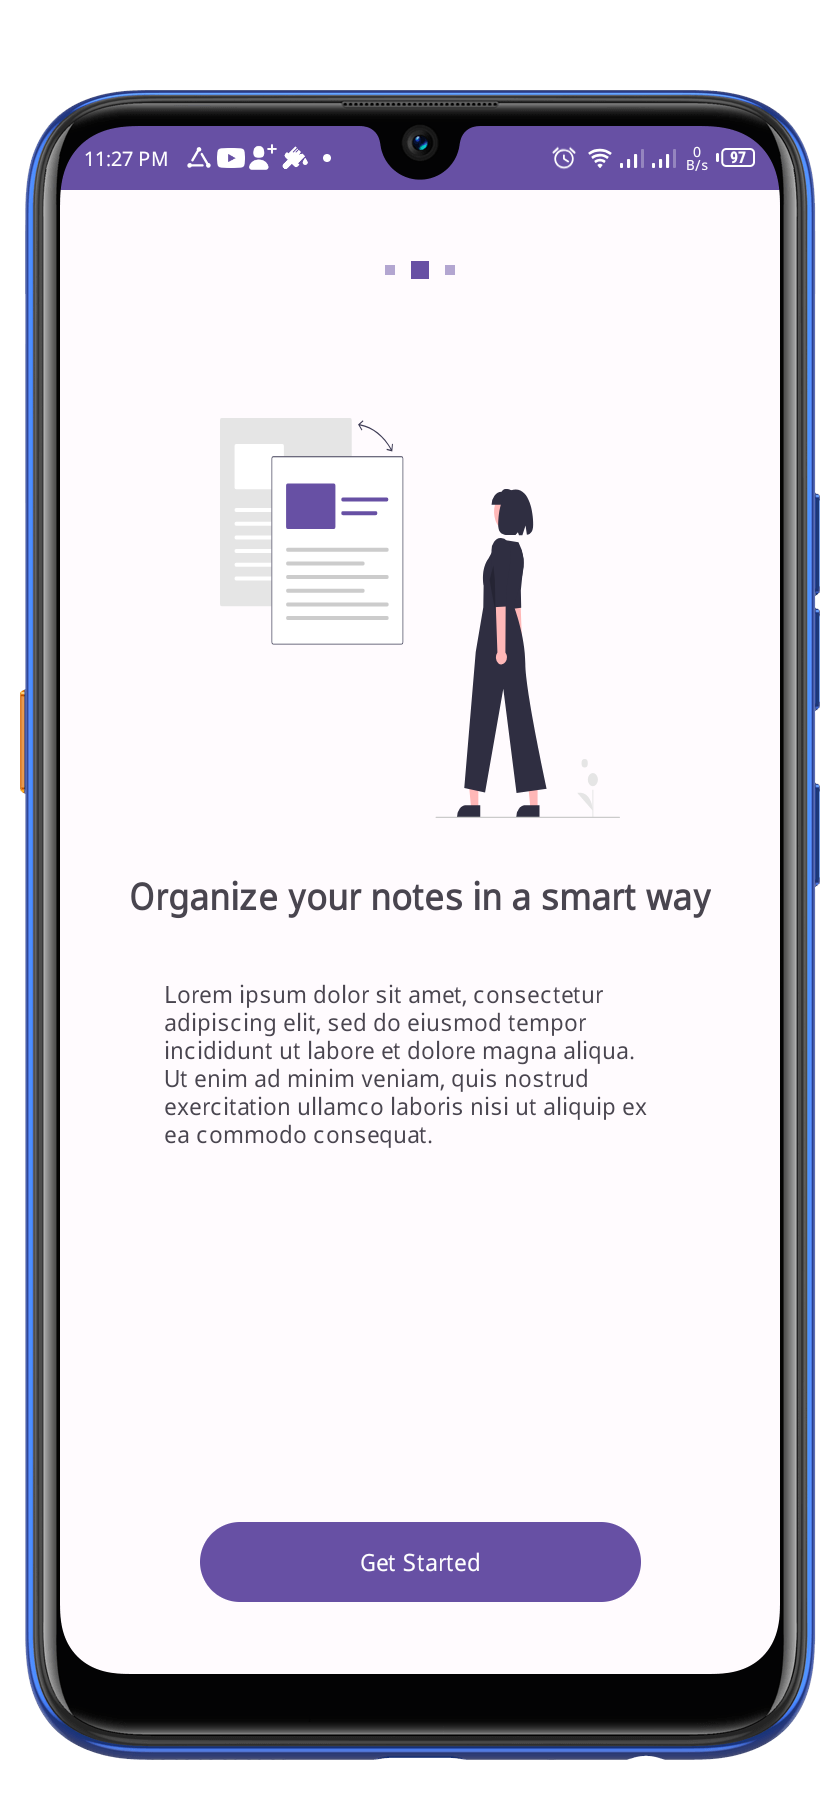 11:27 PM
0
B/s
97
Organize your notes in a smart way
Lorem ipsum dolor sit amet, consectetur
adipiscing elit, sed do eiusmod tempor
incididunt ut labore et dolore magna aliqua.
Ut enim ad minim veniam, quis nostrud
exercitation ullamco laboris nisi ut aliquip ex
ea commodo consequat.
Get Started